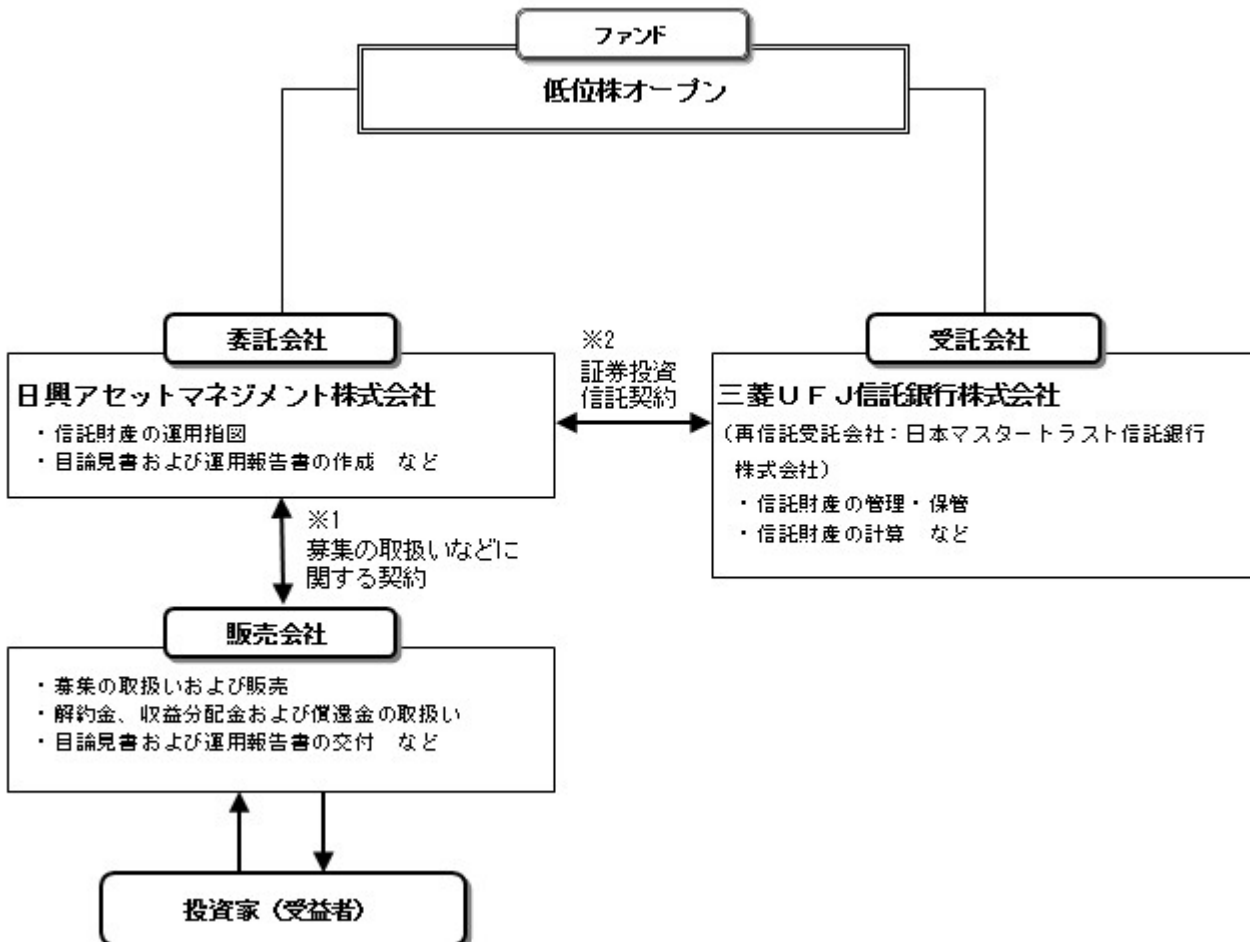 ファンド
低位株オープン
委託会社
日興アセットマネジメント株式会社
・信託財産の運用指図
・目論見書および運用報告書の作成　など
※2
証券投資
信託契約
受託会社
三菱ＵＦＪ信託銀行株式会社
（再信託受託会社：日本マスタートラスト信託銀行
株式会社）
・信託財産の管理・保管
・信託財産の計算　など
※1
募集の取扱いなどに
関する契約
販売会社
・募集の取扱いおよび販売
・解約金、収益分配金および償還金の取扱い
・目論見書および運用報告書の交付　など
投資家（受益者）